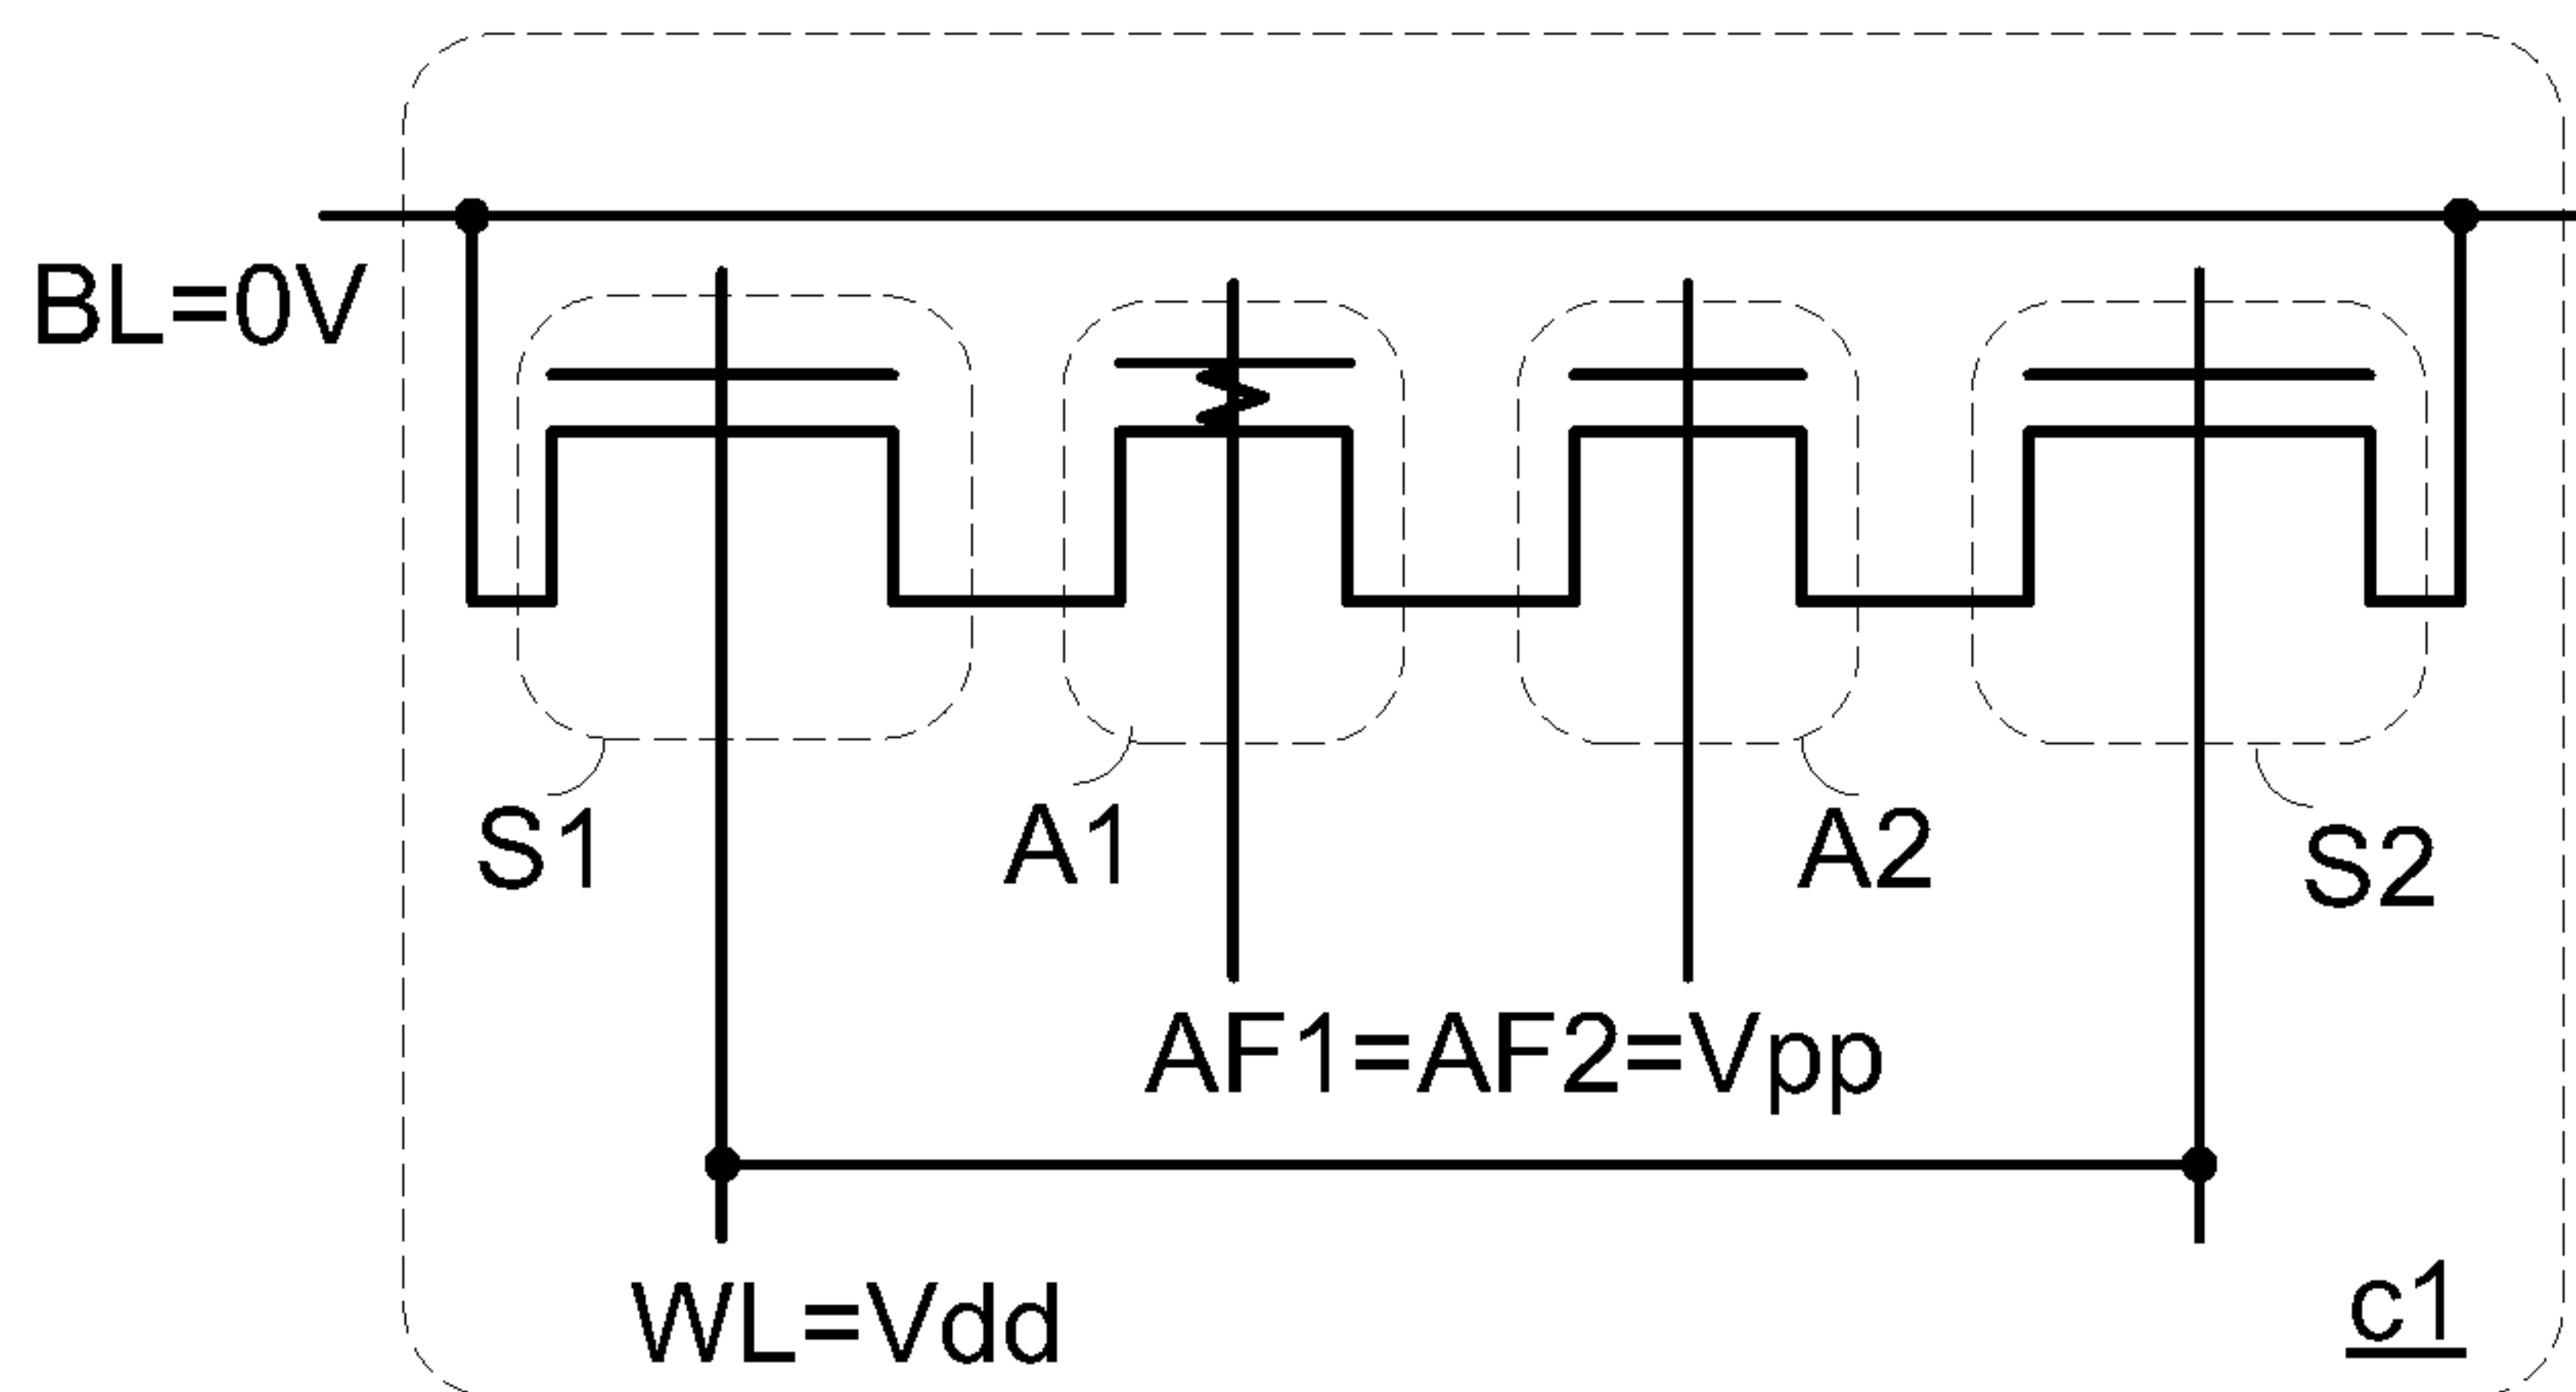 BL=0V
S1
A1
A2
S2
AF1=AF2=Vpp
WL=Vdd
c1